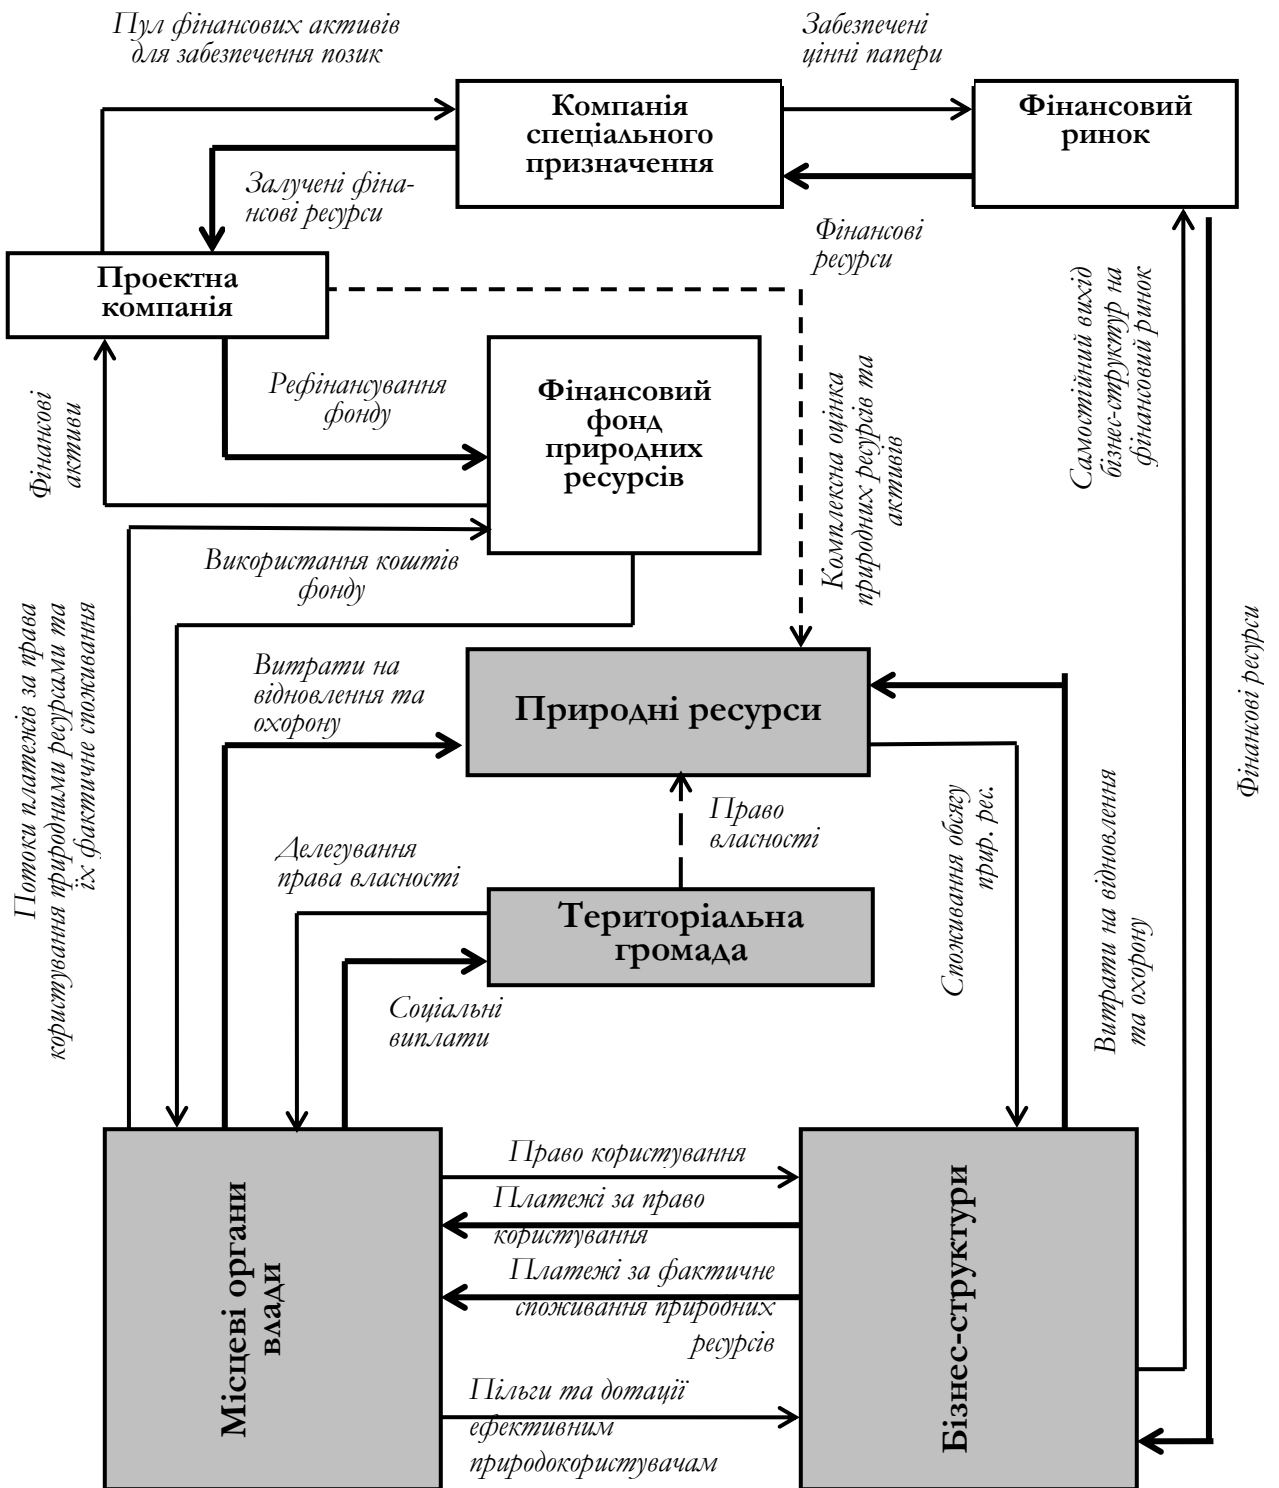 Пул фінансових активів
для забезпечення позик
Забезпечені
цінні папери
Компанія
спеціального
призначення
Фінансовий
ринок
Залучені фіна-
нсові ресурси
Фінансові
ресурси
Проектна
компанія
Самостійний вихід
бізнес-структур на
фінансовий ринок
Рефінансування
фонду
Фінансовий
фонд
природних
ресурсів
Фінансові
активи
Комплексна оцінка
природних ресурсів та
активів
Використання коштів
фонду
Потоки платежів за права
користування природними ресурсами та
їх фактичне споживання
Фінансові ресурси
Витрати на
відновлення та
охорону
Природні ресурси
Право
власності
Споживання обсягу
прир. рес.
Витрати на відновлення
та охорону
Делегування
права власності
Територіальна
громада
Соціальні
виплати
Місцеві органи
влади
Право користування
Платежі за право
користування
Платежі за фактичне
споживання природних
ресурсів
Пільги та дотації
ефективним
природокористувачам
Бізнес-структури